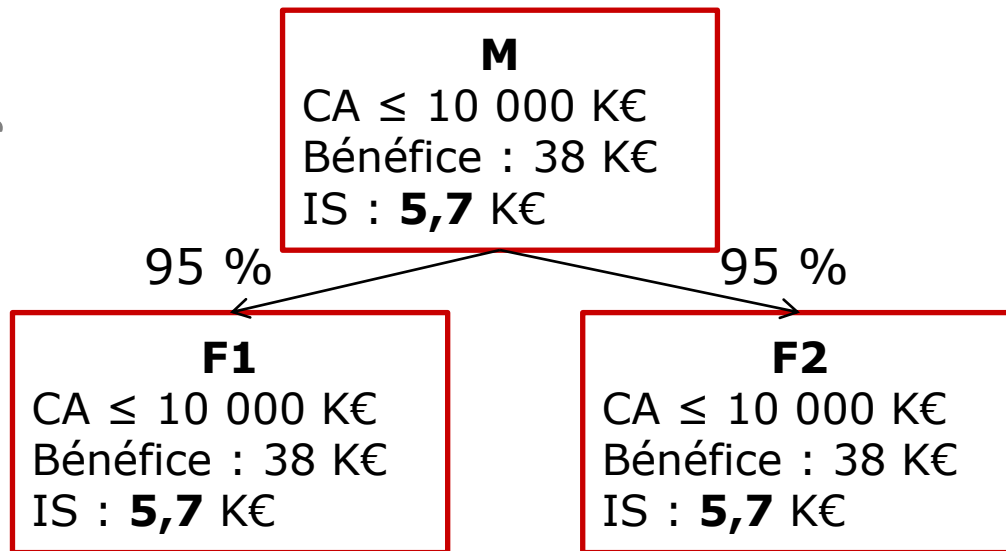 M
CA ≤ 10 000 K€
Bénéfice : 38 K€
IS : 5,7 K€
95 %
95 %
F1
CA ≤ 10 000 K€
Bénéfice : 38 K€
IS : 5,7 K€
F2
CA ≤ 10 000 K€
Bénéfice : 38 K€
IS : 5,7 K€